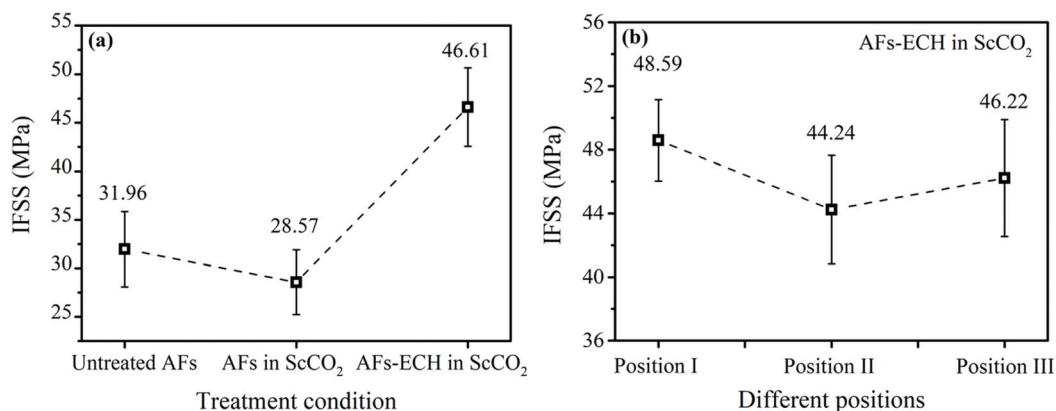 (a)
IFSS (MPa)
55
50
45
40
35
30
25
31.96
28.57
46.61
Untreated AFs
AFs in ScCO₂
AFs-ECH in ScCO₂
Treatment condition
(b)
AFs-ECH in ScCO₂
IFSS (MPa)
56
52
48
44
40
36
48.59
44.24
46.22
Position I
Position II
Position III
Different positions